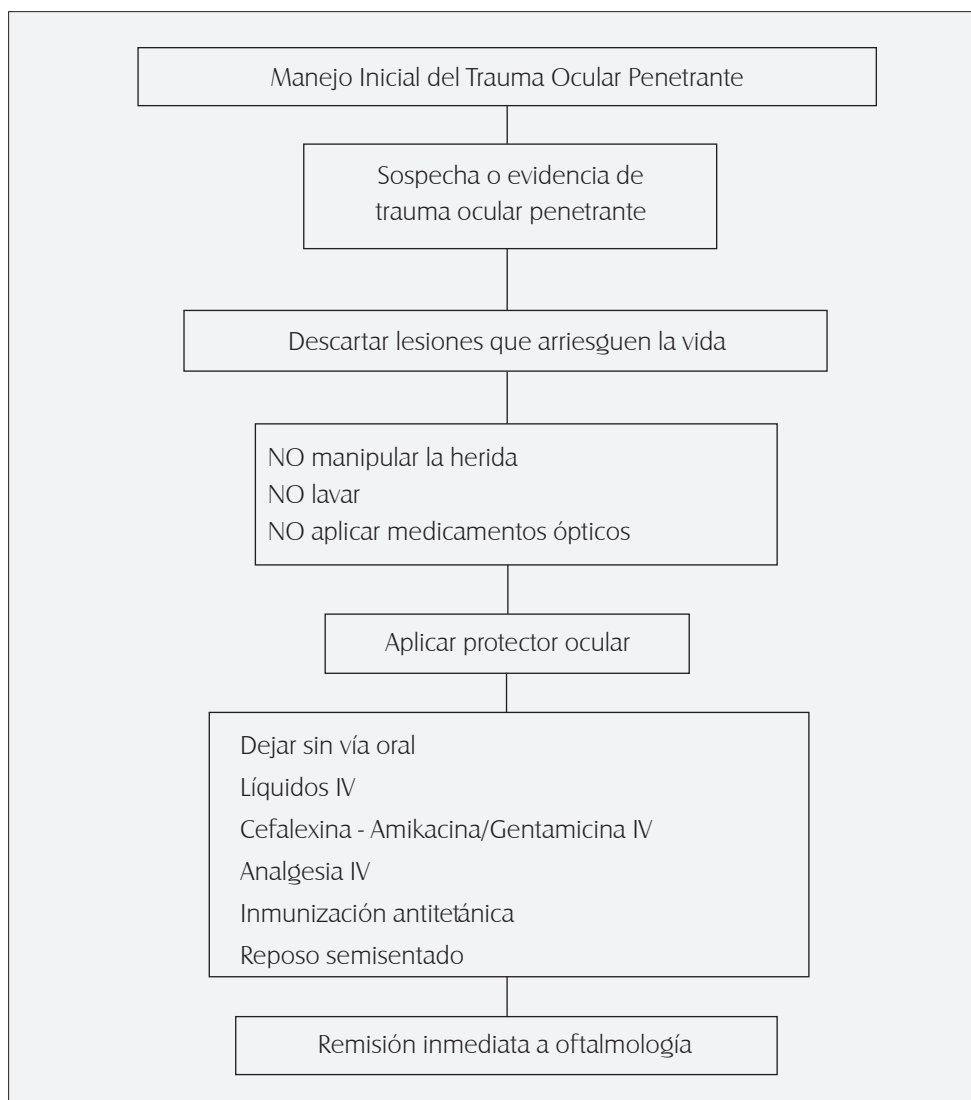 Manejo Inicial del Trauma Ocular Penetrante
Sospecha o evidencia de
trauma ocular penetrante
Descartar lesiones que arriesguen la vida
NO manipular la herida
NO lavar
NO aplicar medicamentos ópticos
Aplicar protector ocular
Dejar sin vía oral
Líquidos IV
Cefalexina - Amikacina/Gentamicina IV
Analgesia IV
Inmunización antitetánica
Reposo semisentado
Remisión inmediata a oftalmología